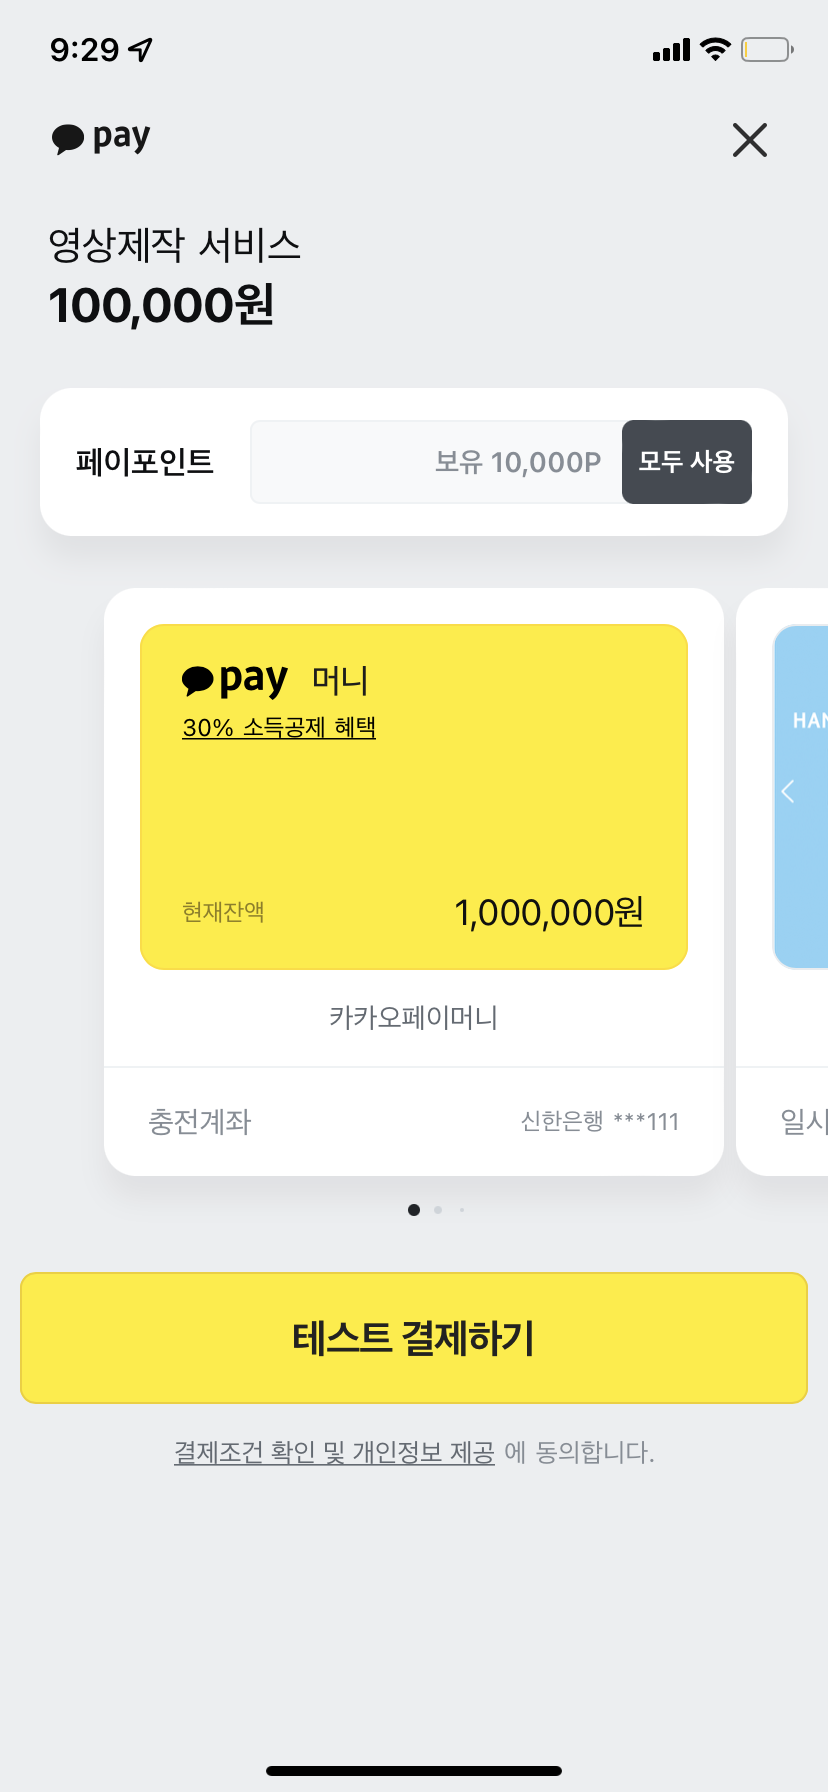 9:29
pay
영상제작 서비스
100,000원
페이포인트 보유 10,000P 모두 사용
pay 머니
30% 소득공제 혜택
HAN
현재잔액 1,000,000원
카카오페이머니
충전계좌 신한은행 ***111
일시
테스트 결제하기
결제조건 확인 및 개인정보 제공 에 동의합니다.